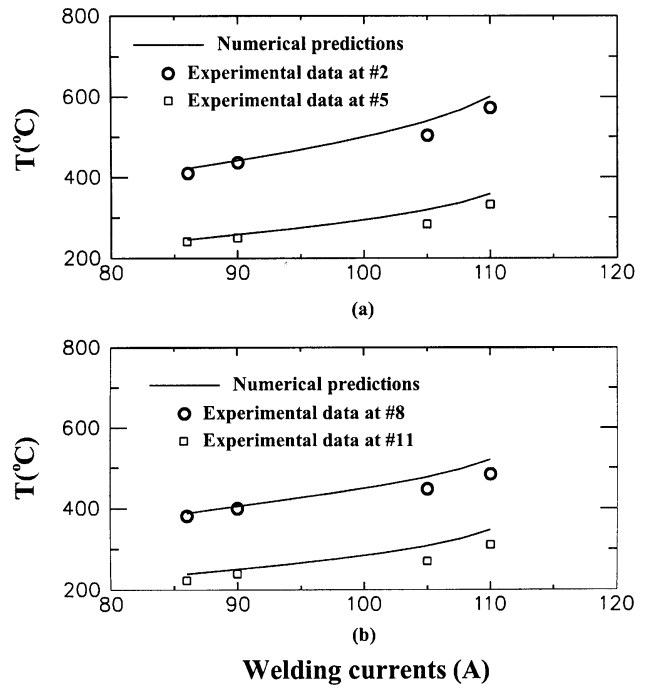 800
Numerical predictions
Experimental data at #2
600
Experimental data at #5
T(°C)
400
200
80 90 100 110 120
(a)
800
Numerical predictions
Experimental data at #8
600
Experimental data at #11
T(°C)
400
200
80 90 100 110 120
(b)
Welding currents (A)